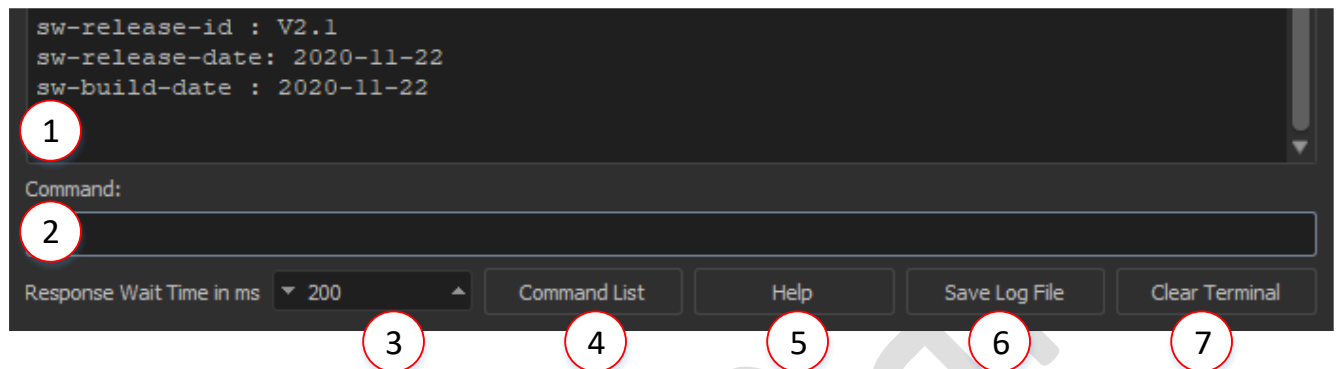 sw-release-id : V2.1
sw-release-date: 2020-11-22
sw-build-date : 2020-11-22
1
Command:
2
Response Wait Time in ms 200 Command List Help Save Log File Clear Terminal
3 4 5 6 7